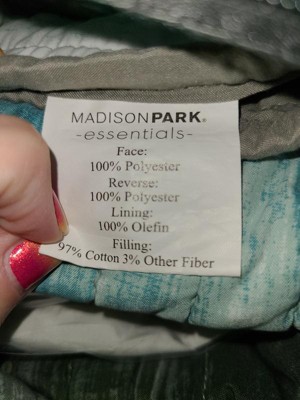 MADISONPARK®
-essentials-
Face:
100% Polyester
Reverse:
100% Polyester
Lining:
100% Olefin
Filling:
97% Cotton 3% Other Fiber